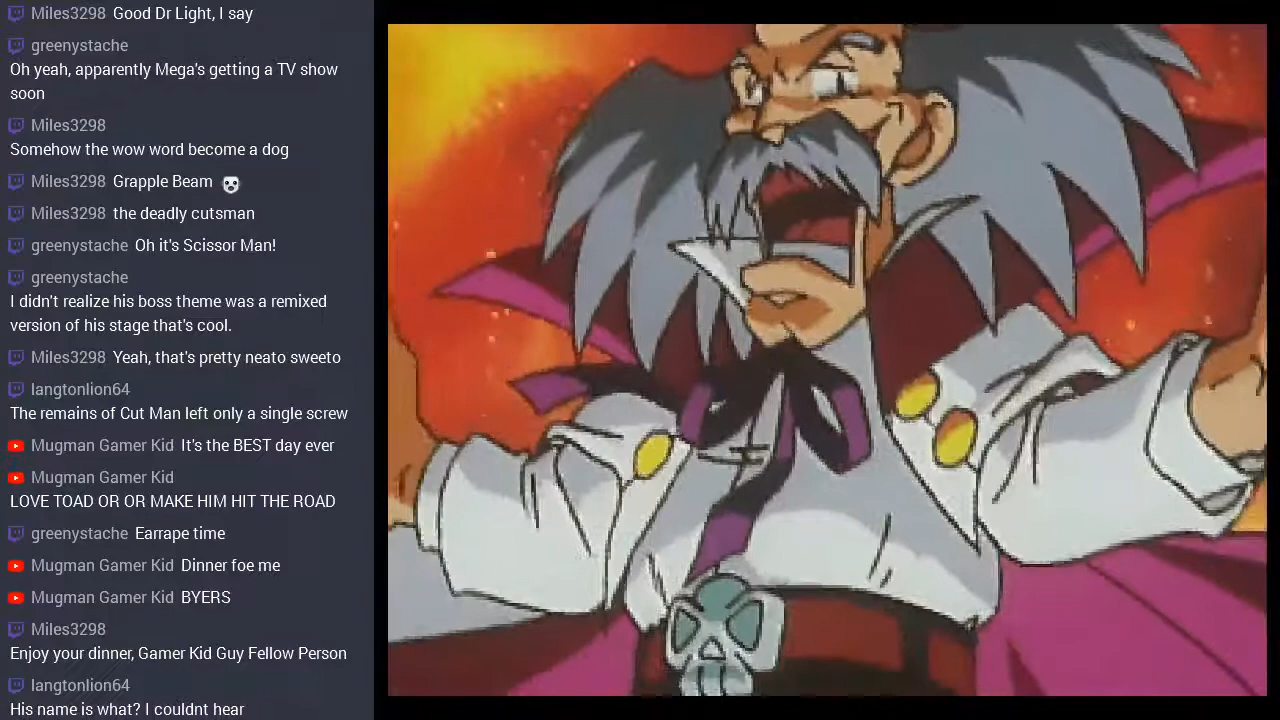 Miles3298 Good Dr Light, I say
greenystache
Oh yeah, apparently Mega's getting a TV show
soon
Miles3298
Somehow the wow word become a dog
Miles3298 Grapple Beam
Miles3298 the deadly cutsman
greenystache Oh it's Scissor Man!
greenystache
I didn't realize his boss theme was a remixed
version of his stage that's cool.
Miles3298 Yeah, that's pretty neato sweeto
langtonlion64
The remains of Cut Man left only a single screw
Mugman Gamer Kid It's the BEST day ever
Mugman Gamer Kid
LOVE TOAD OR OR MAKE HIM HIT THE ROAD
greenystache Earrape time
Mugman Gamer Kid Dinner foe me
Mugman Gamer Kid BYERS
Miles3298
Enjoy your dinner, Gamer Kid Guy Fellow Person
langtonlion64
His name is what? I couldnt hear